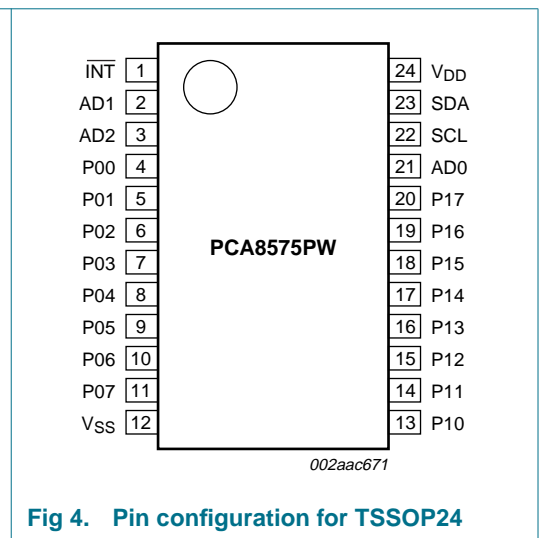 INT 1 24 VDD
AD1 2 23 SDA
AD2 3 22 SCL
P00 4 21 AD0
P01 5 20 P17
P02 6 19 P16
PCA8575PW
P03 7 18 P15
P04 8 17 P14
P05 9 16 P13
P06 10 15 P12
P07 11 14 P11
VSS 12 13 P10
002aac671
Fig 4. Pin configuration for TSSOP24